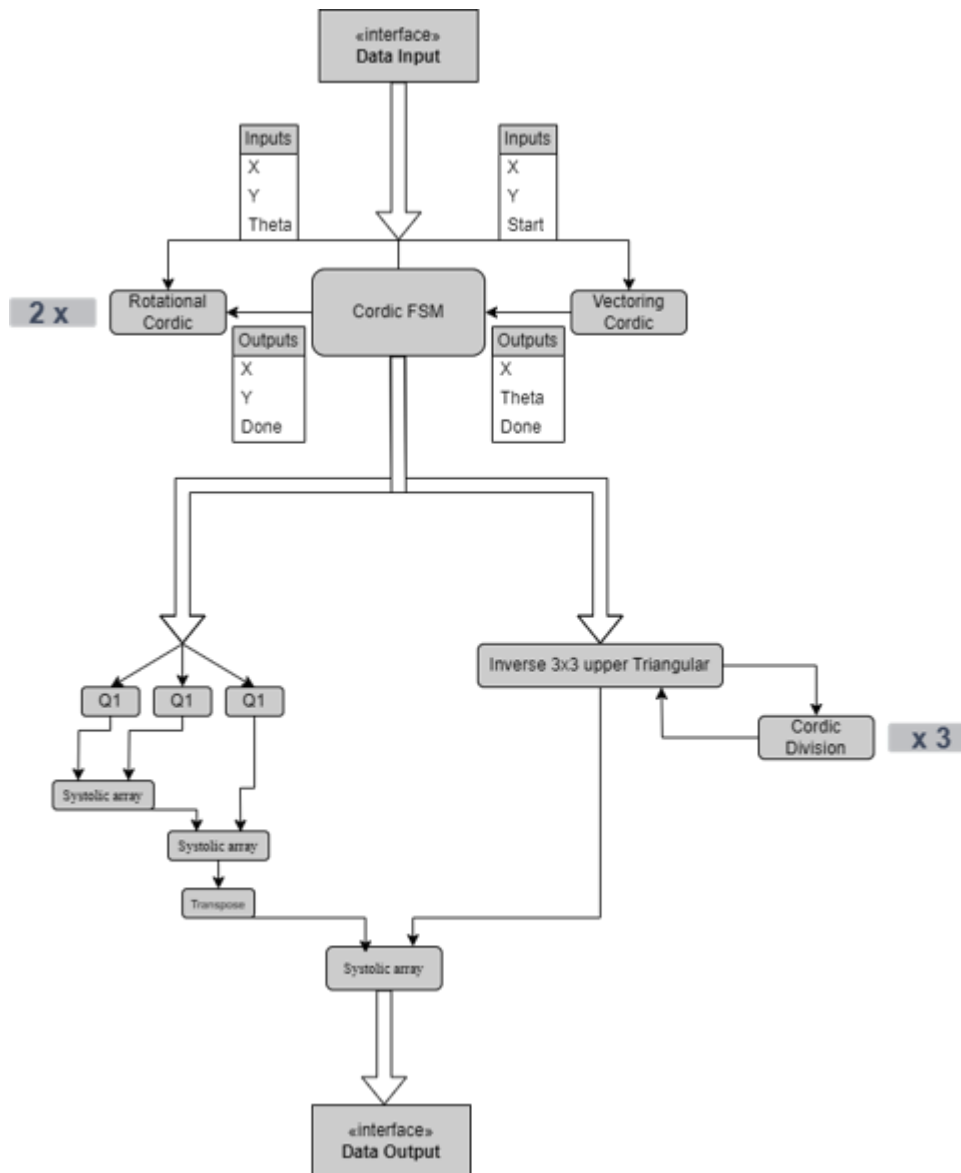 «interface»
Data Input
Inputs
X
Y
Theta
Inputs
X
Y
Start
2 x
Rotational
Cordic
Cordic FSM
Vectoring
Cordic
Outputs
X
Y
Done
Outputs
X
Theta
Done
Inverse 3x3 upper Triangular
Q1
Q1
Q1
Cordic
Division
x 3
Systolic array
Systolic array
Transpose
Systolic array
«interface»
Data Output